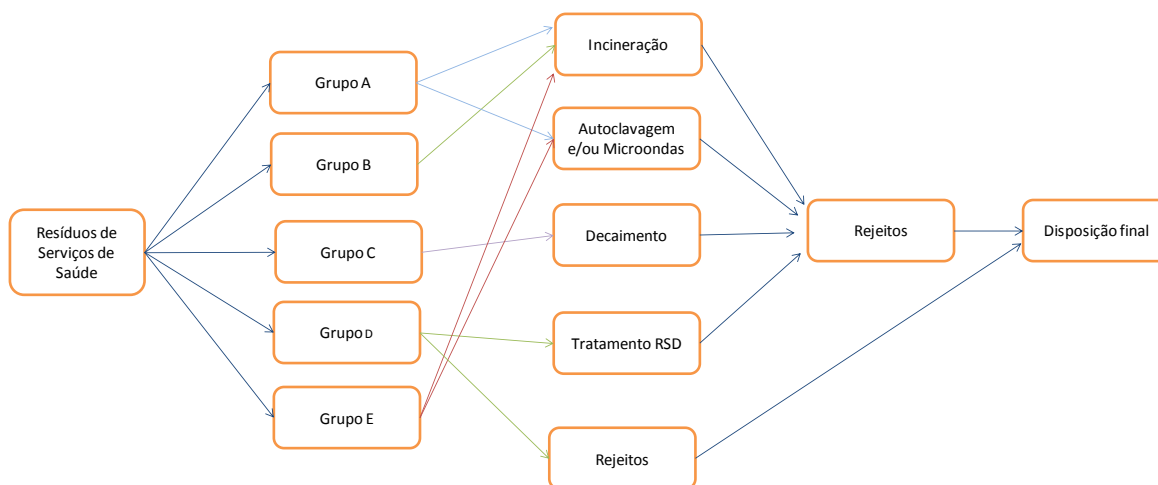 Resíduos de
Serviços de
Saúde
Grupo A
Grupo B
Grupo C
Grupo D
Grupo E
Incineração
Autoclavagem
e/ou Microondas
Decaimento
Tratamento RSD
Rejeitos
Rejeitos
Disposição final